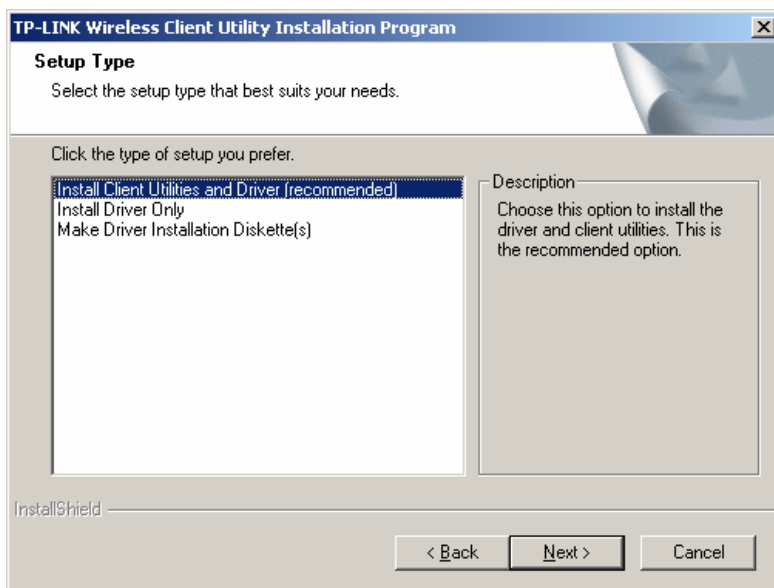 TP-LINK Wireless Client Utility Installation Program
Setup Type
Select the setup type that best suits your needs.
Click the type of setup you prefer.
Install Client Utilities and Driver (recommended)
Install Driver Only
Make Driver Installation Diskette(s)
Description
Choose this option to install the
driver and client utilities. This is
the recommended option.
InstallShield
< Back
Next >
Cancel